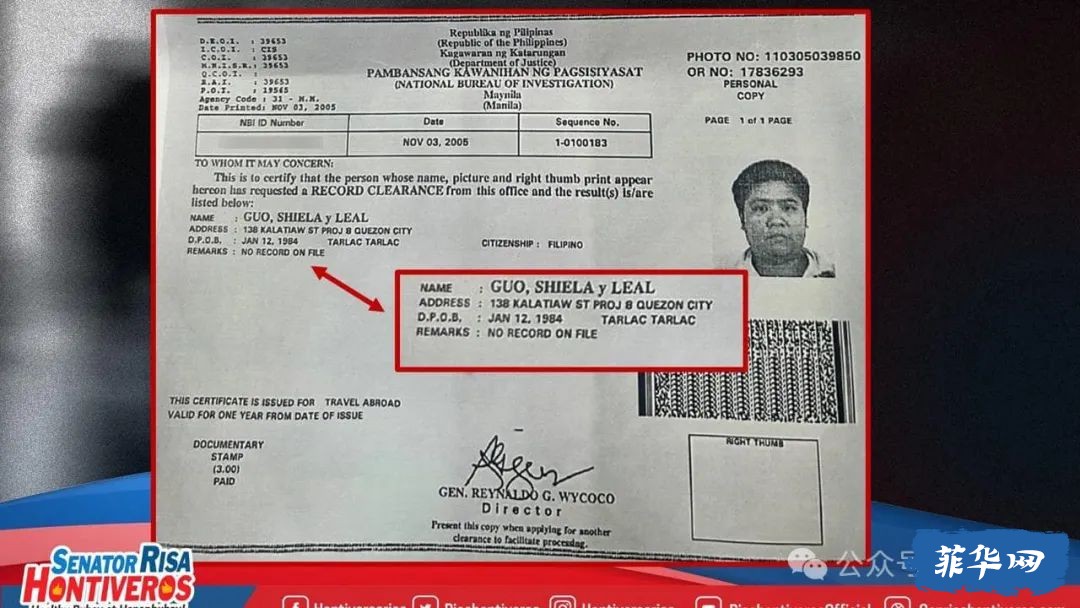 Republika ng Pilipinas
(Republic of the Philippines)
Kagawaran ng Katarungan
(Department of Justice)
PAMBANSANG KAWANIHAN NG PAGSISIYASAT
(NATIONAL BUREAU OF INVESTIGATION)
Maynila
(Manila)
D.E.O.I. : 39653
I.C.O.I. : CIS
C.O.I. : 39653
39653
Q.C.O.I. :
R.A.I. : 39653
P.O.I. : 19565
Agency Code : 31 - N.M.
Date Printed: NOV 03, 2005
PHOTO NO: 110305039850
OR NO: 17836293
PERSONAL
COPY
PAGE 1 of 1 PAGE
NBI ID Number Date Sequence No.
NOV 03, 2005 1-0100183
TO WHOM IT MAY CONCERN:
This is to certify that the person whose name, picture and right thumb print appear
hereon has requested a RECORD CLEARANCE from this office and the result(s) is/are
listed below:
NAME : GUO, SHIELA y LEAL
ADDRESS : 138 KALATIAW ST PROJ 8 QUEZON CITY
D.P.O.B. : JAN 12, 1984 TARLAC TARLAC CITIZENSHIP : FILIPINO
REMARKS : NO RECORD ON FILE
NAME : GUO, SHIELA y LEAL
ADDRESS : 138 KALATIAW ST PROJ 8 QUEZON CITY
D.P.O.B. : JAN 12, 1984 TARLAC TARLAC
REMARKS : NO RECORD ON FILE
THIS CERTIFICATE IS ISSUED FOR TRAVEL ABROAD
VALID FOR ONE YEAR FROM DATE OF ISSUE
DOCUMENTARY
STAMP
(3.00)
PAID
GEN. REYNALDO G. WYCOCO
Director
Present this copy when applying for another
clearance to facilitate processing.
RIGHT THUMB
SENATOR RISA
HONTIVEROS
公众号
菲华网